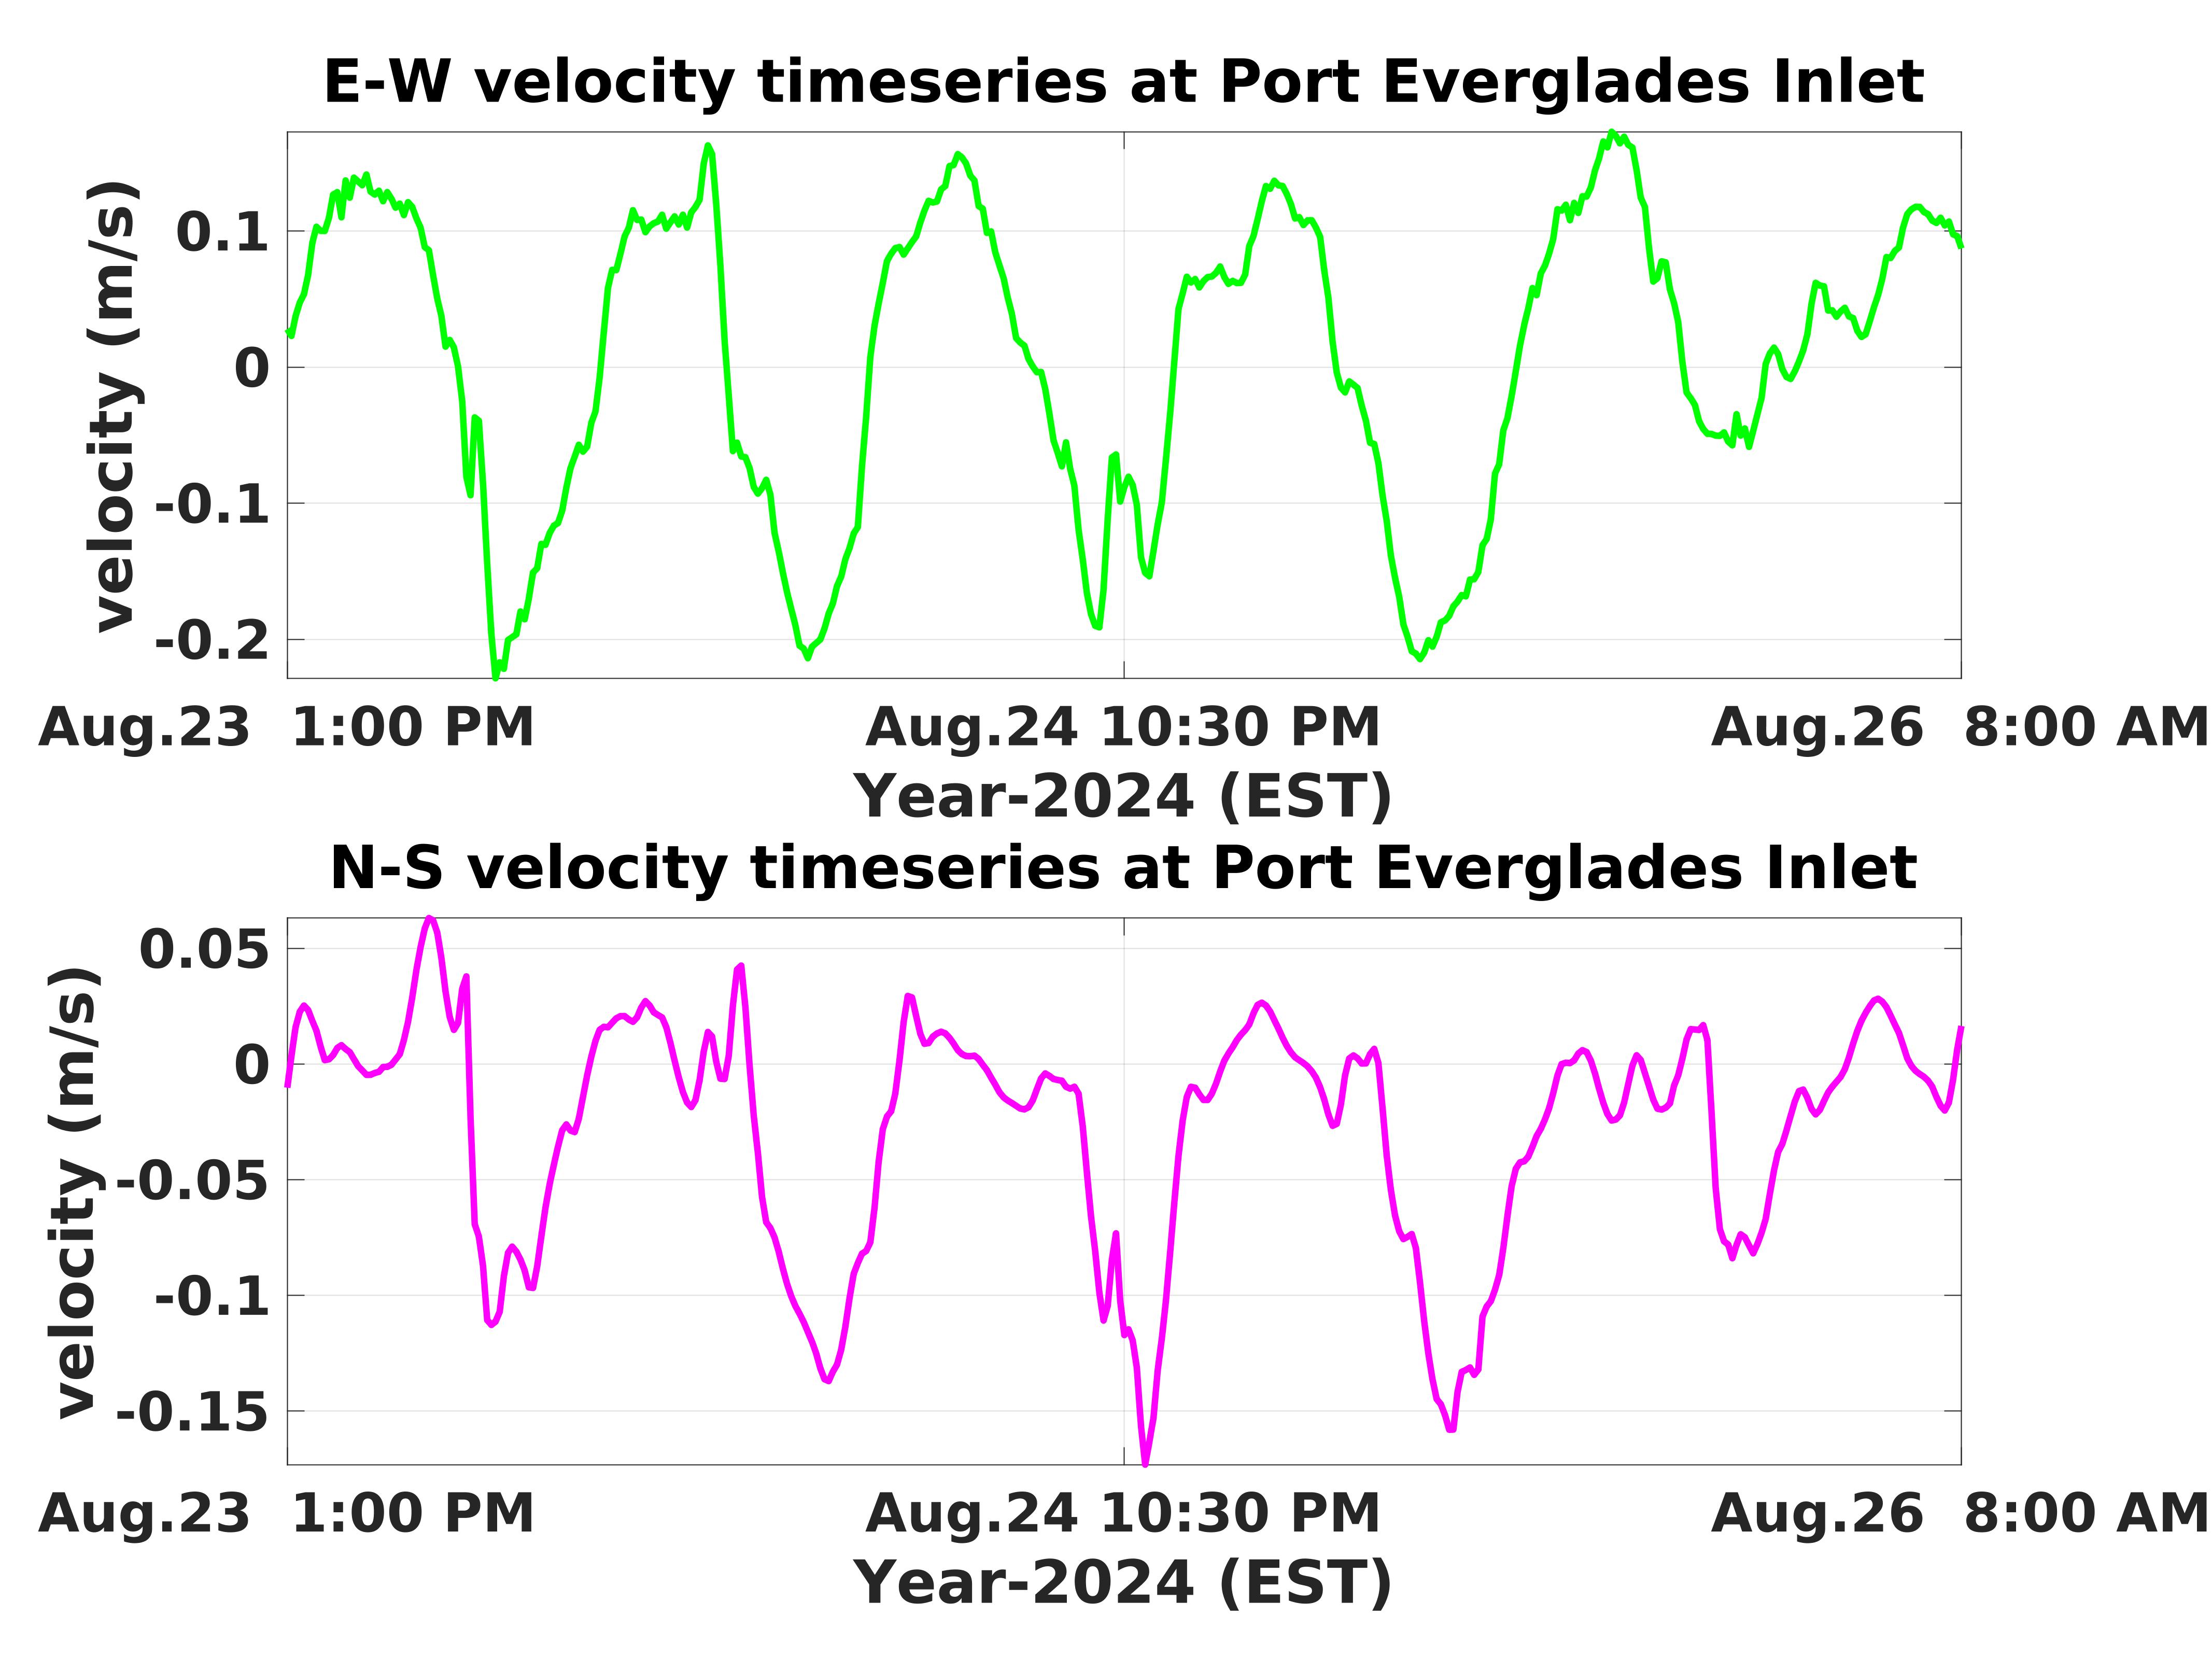 E-W velocity timeseries at Port Everglades Inlet
velocity (m/s)
0.1
0
-0.1
-0.2
Aug.23  1:00 PM
Aug.24 10:30 PM
Aug.26  8:00 AM
Year-2024 (EST)
N-S velocity timeseries at Port Everglades Inlet
velocity (m/s)
0.05
0
-0.05
-0.1
-0.15
Aug.23  1:00 PM
Aug.24 10:30 PM
Aug.26  8:00 AM
Year-2024 (EST)